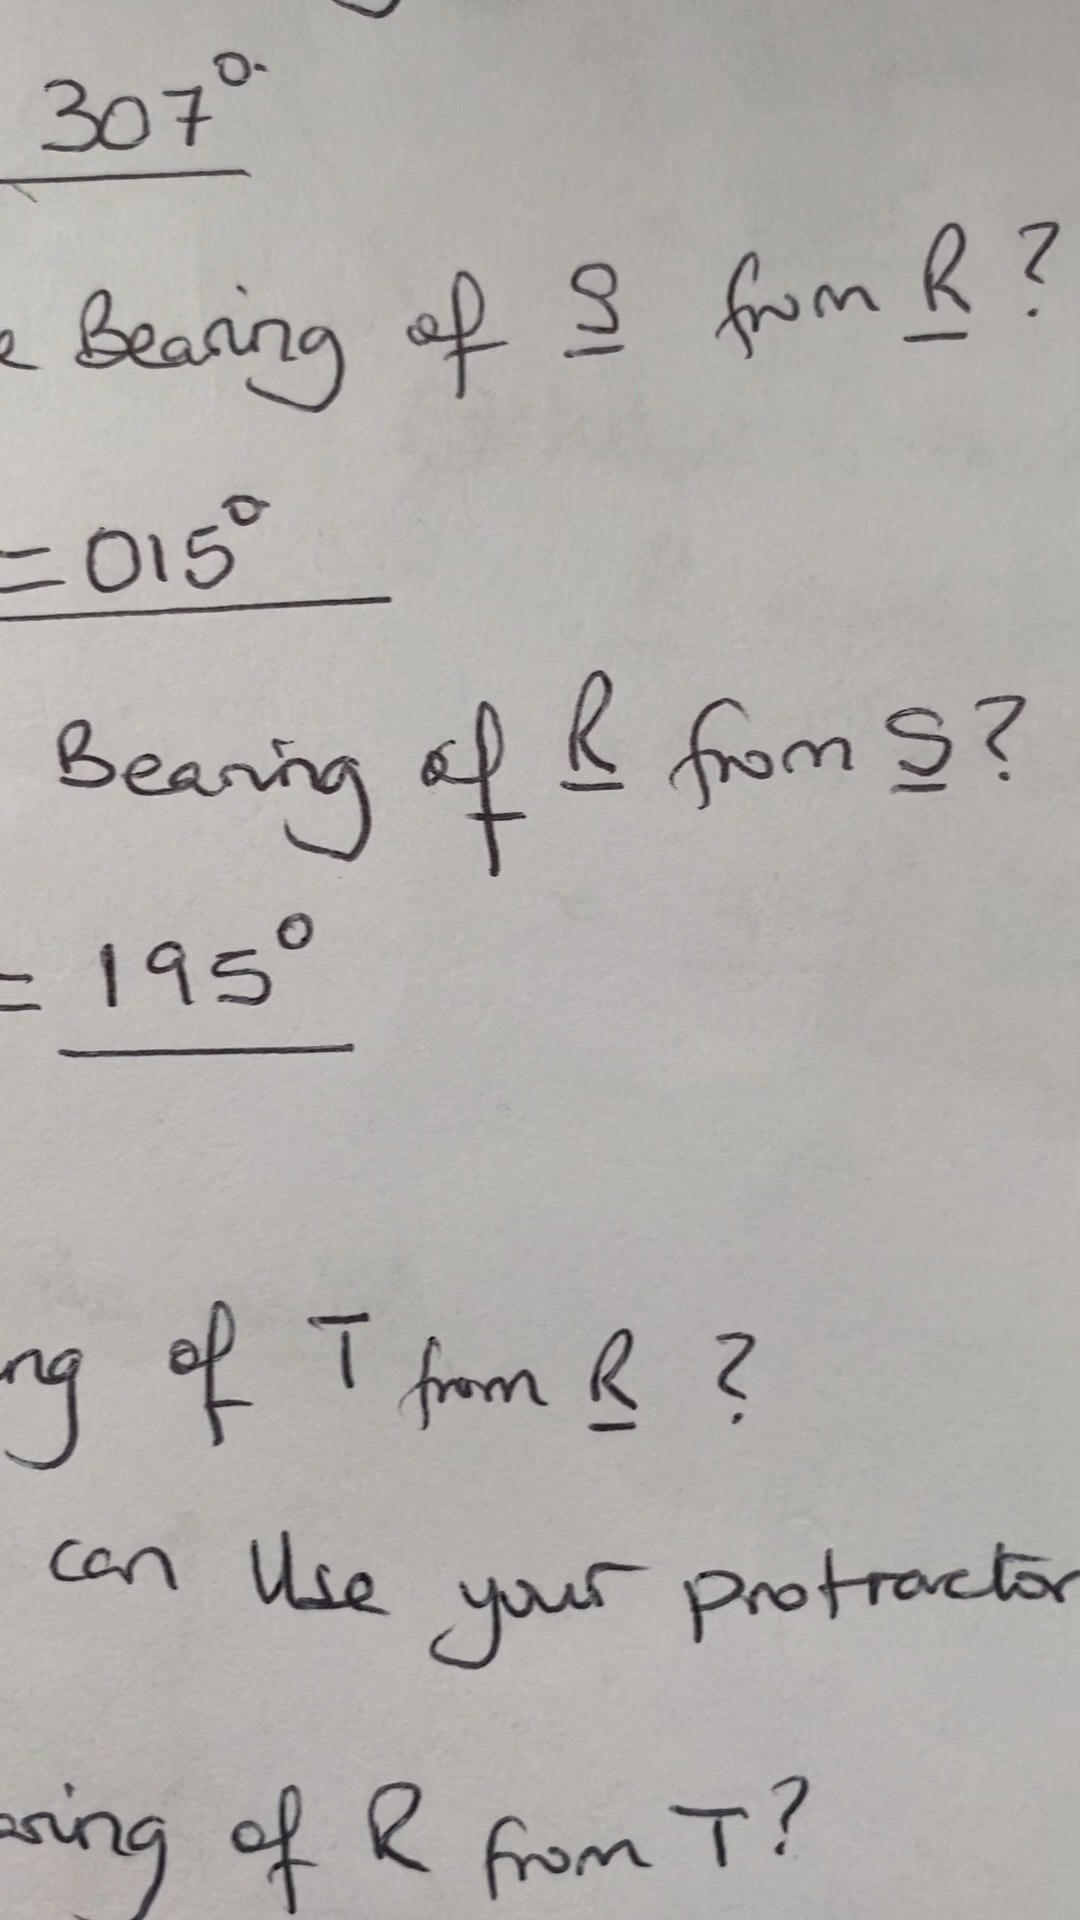 307°
Bearing of S from R?
= 015°
Bearing of R from S?
= 195°
of T from R ?
can Use your protractor
of R from T?